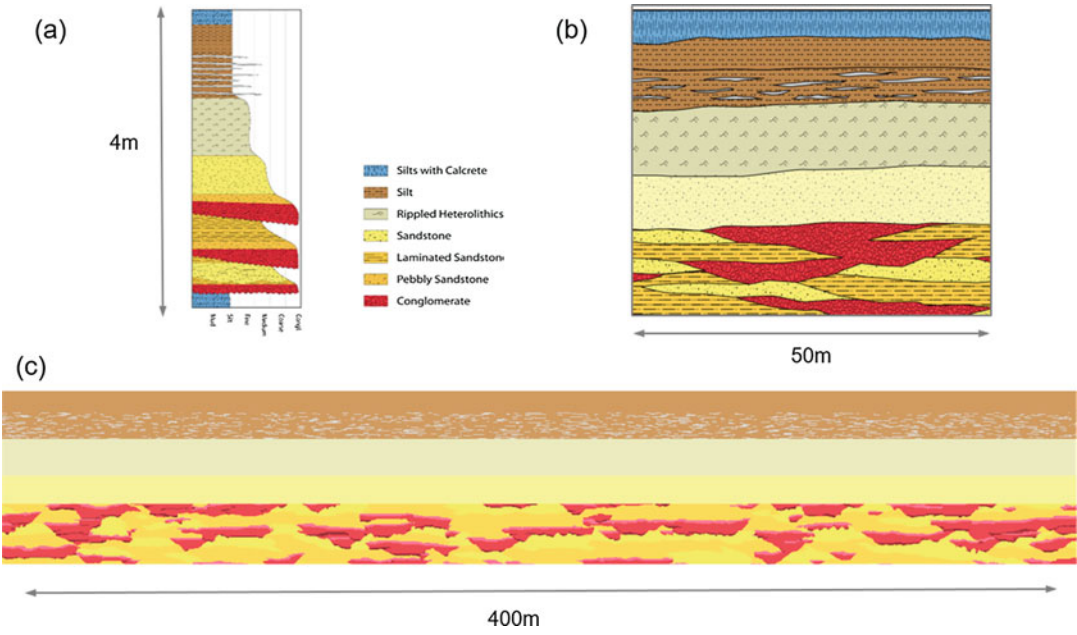 (a)
4m
Mud
Silt
Fine
Medium
Coarse
Congl
Silts with Calcrete
Silt
Rippled Heterolithics
Sandstone
Laminated Sandston
Pebbly Sandstone
Conglomerate
(b)
50m
(c)
400m